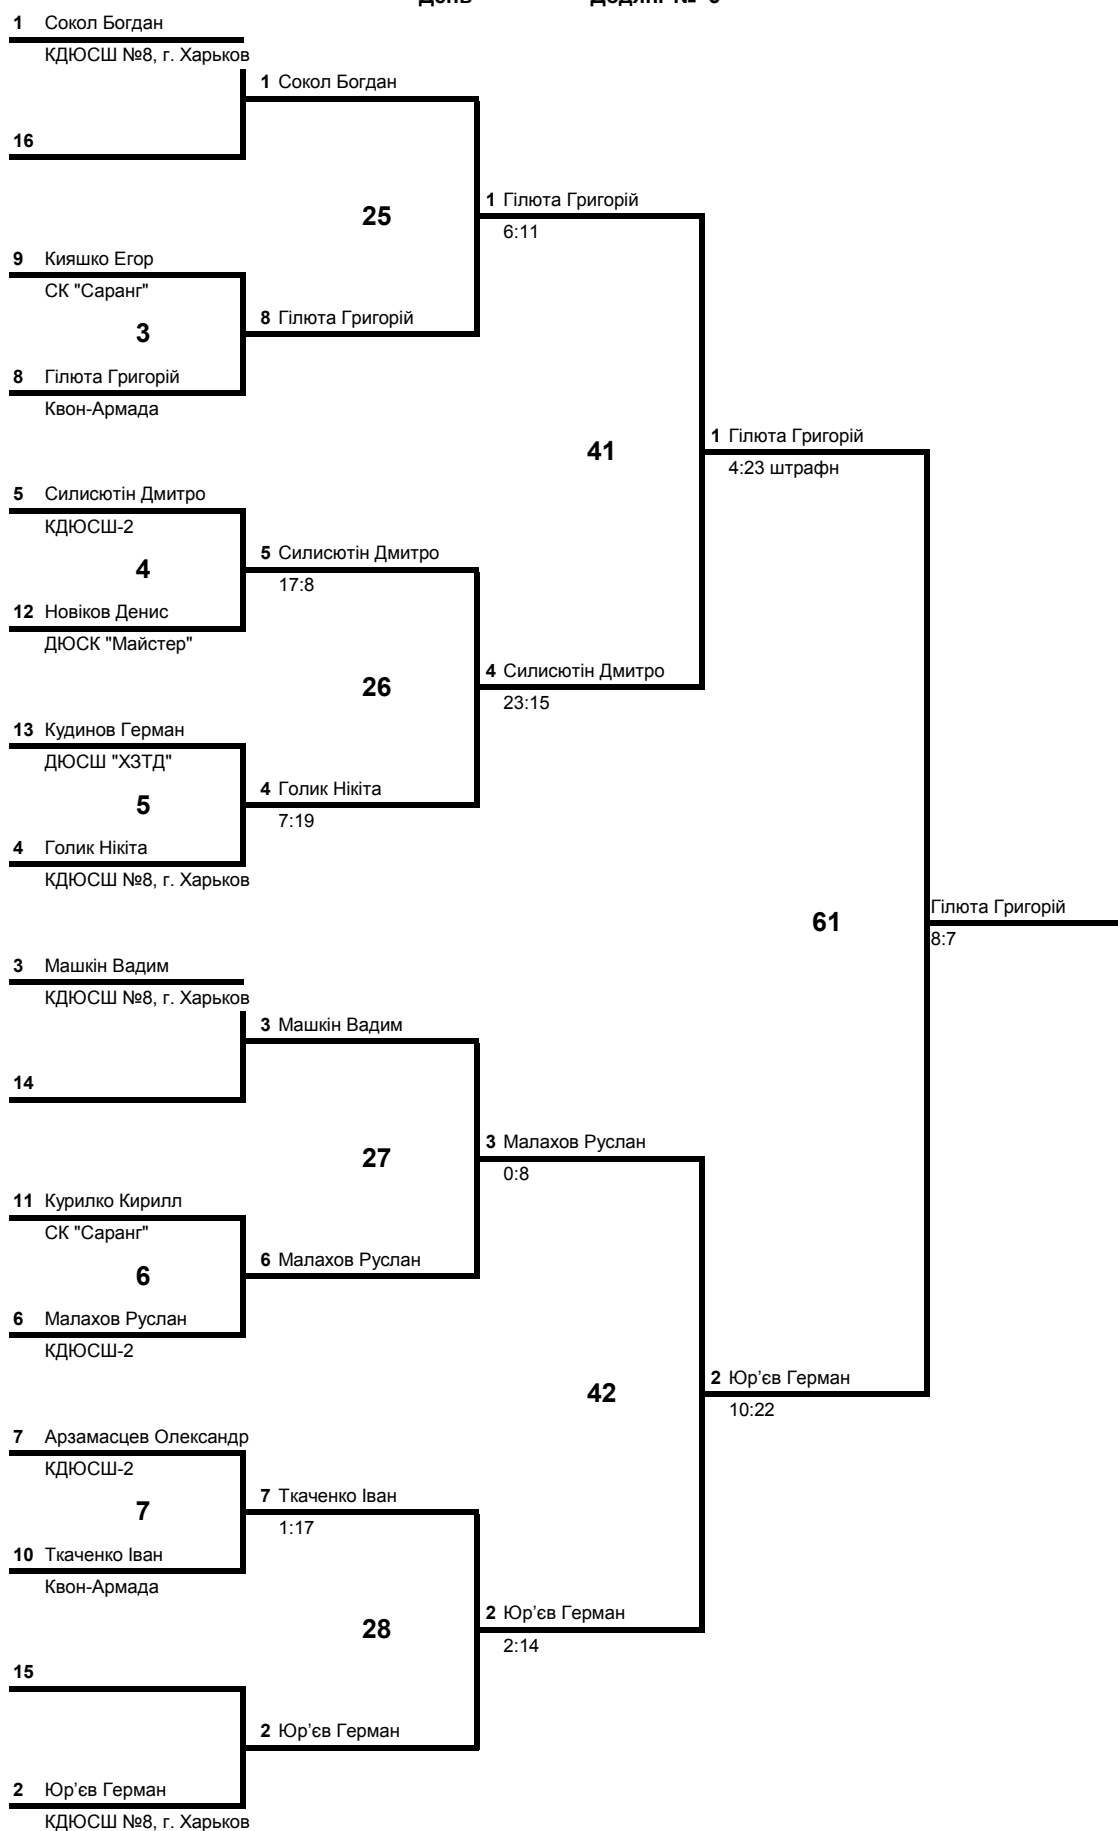 День Додянг № 3
1 Сокол Богдан
КДЮСШ №8, г. Харьков
1 Сокол Богдан
16
1 Гілюта Григорій
25
6:11
9 Кияшко Егор
СК "Саранг"
8 Гілюта Григорій
3
8 Гілюта Григорій
Квон-Армада
1 Гілюта Григорій
41
4:23 штрафн
5 Силисютін Дмитро
КДЮСШ-2
5 Силисютін Дмитро
4
17:8
12 Новіков Денис
ДЮСК "Майстер"
4 Силисютін Дмитро
26
23:15
13 Кудинов Герман
ДЮСШ "ХЗТД"
4 Голик Нікіта
5
7:19
4 Голик Нікіта
КДЮСШ №8, г. Харьков
Гілюта Григорій
61
8:7
3 Машкін Вадим
КДЮСШ №8, г. Харьков
3 Машкін Вадим
14
3 Малахов Руслан
27
0:8
11 Курилко Кирилл
СК "Саранг"
6 Малахов Руслан
6
6 Малахов Руслан
КДЮСШ-2
2 Юр’єв Герман
42
10:22
7 Арзамасцев Олександр
КДЮСШ-2
7 Ткаченко Іван
7
1:17
10 Ткаченко Іван
Квон-Армада
2 Юр’єв Герман
28
2:14
15
2 Юр’єв Герман
2 Юр’єв Герман
КДЮСШ №8, г. Харьков